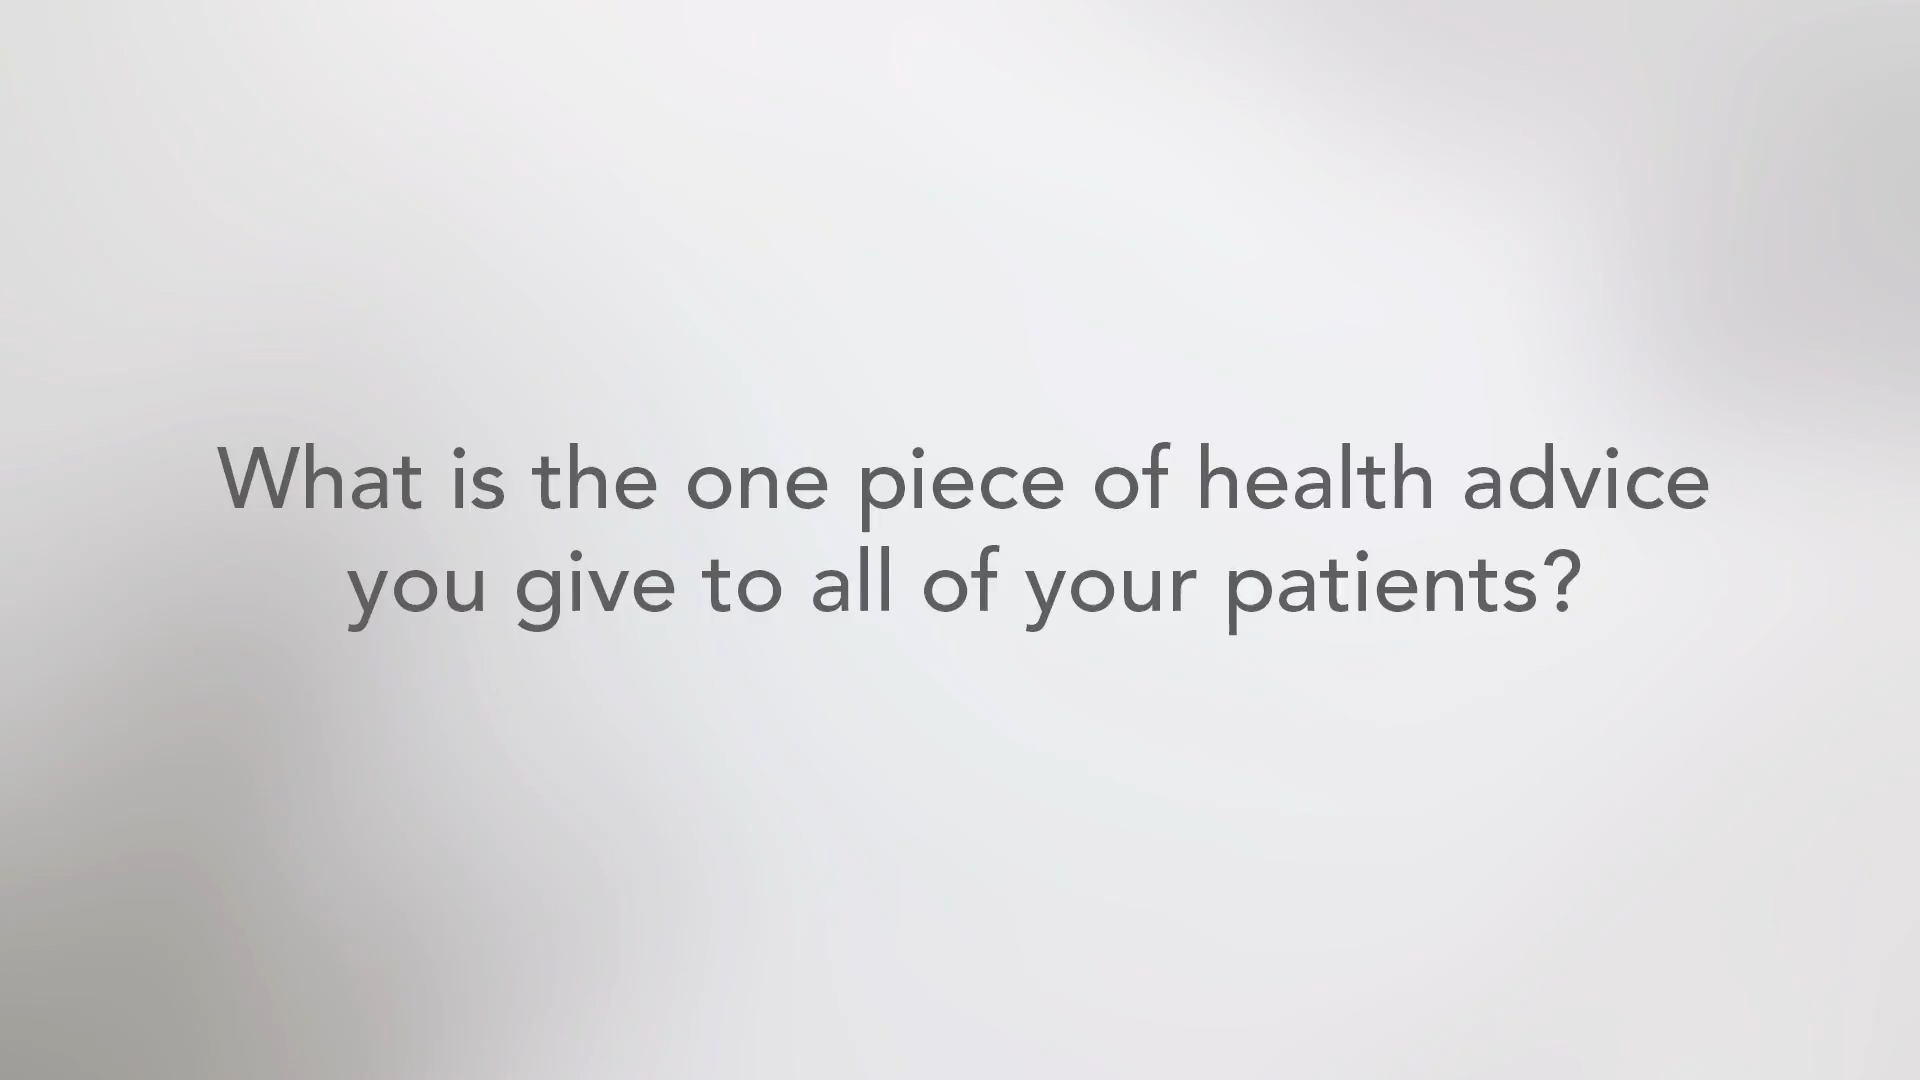 What is the one piece of health advice
you give to all of your patients?